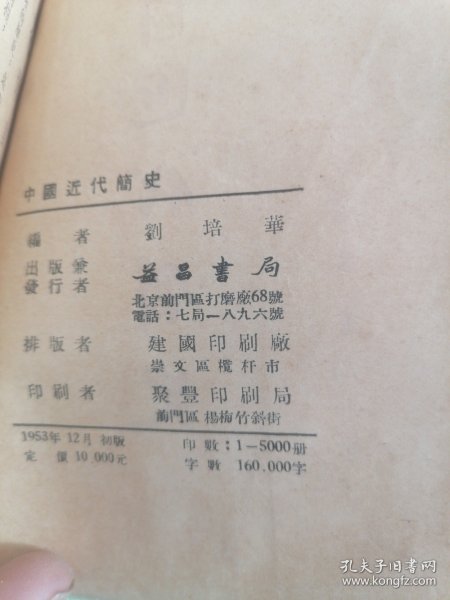 中國近代簡史
編者 劉培華
出版兼發行者 益昌書局
北京前門區打磨廠68號
電話：七局一八九六號
排版者 建國印刷廠
崇文區欖杆市
印刷者 聚豐印刷局
前門區楊梅竹斜街
1953年12月初版 印數：1—5000册
定價10,000元 字數 160,000字
孔夫子旧书网
www.kongfz.com